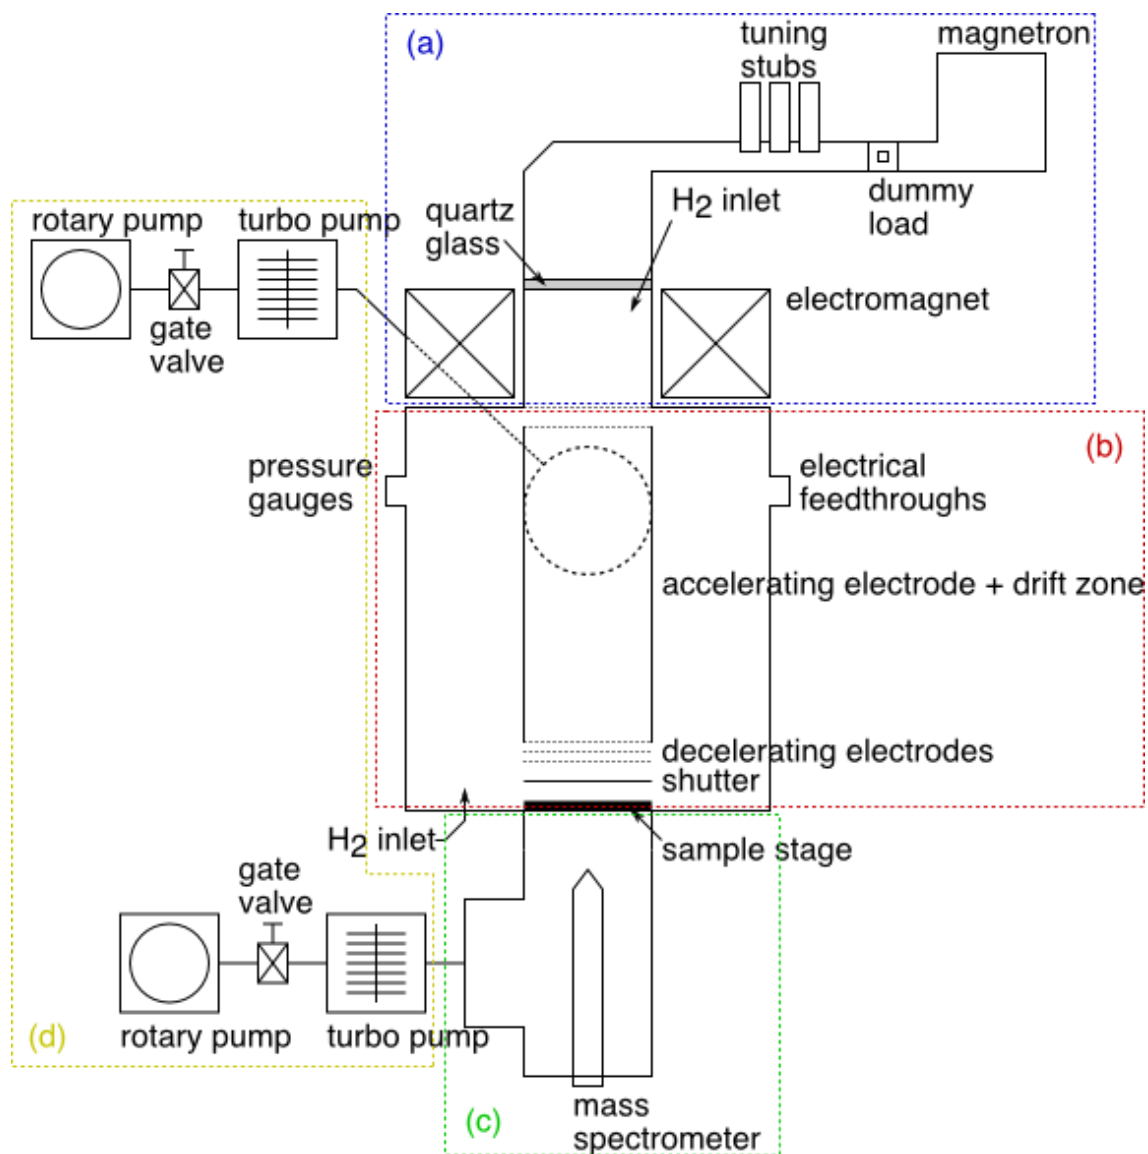 (a)
tuning
stubs
magnetron
quartz
glass
H2 inlet
dummy
load
rotary pump
turbo pump
gate
valve
electromagnet
(b)
pressure
gauges
electrical
feedthroughs
accelerating electrode + drift zone
decelerating electrodes
shutter
H2 inlet
sample stage
gate
valve
rotary pump
turbo pump
(d)
(c)
mass
spectrometer